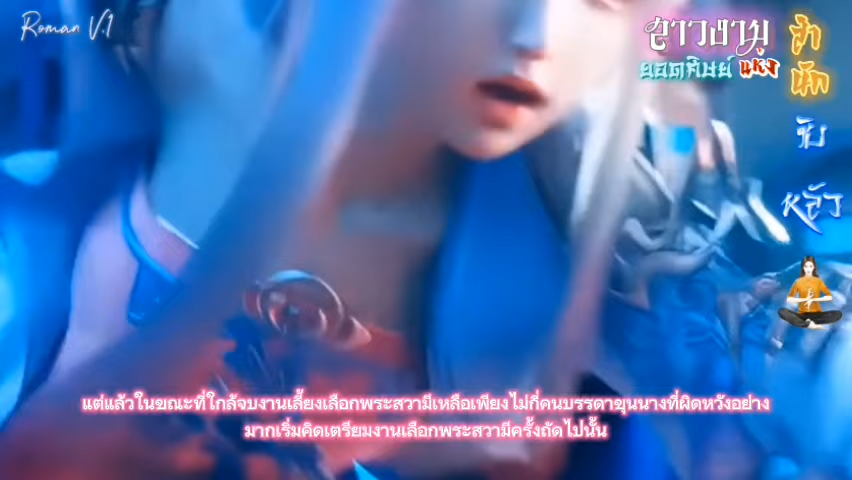 Roman V.1
สาวงาม
ยอดศิษย์ แห่ง
สำ
นัก
จับ
หลัว
แต่แล้วในขณะที่ใกล้จบงานเลี้ยงเลือกพระสวามีเหลือเพียงไม่กี่คนบรรดาขุนนางที่ผิดหวังอย่าง
มากเริ่มคิดเตรียมงานเลือกพระสวามีครั้งถัดไปนั้น